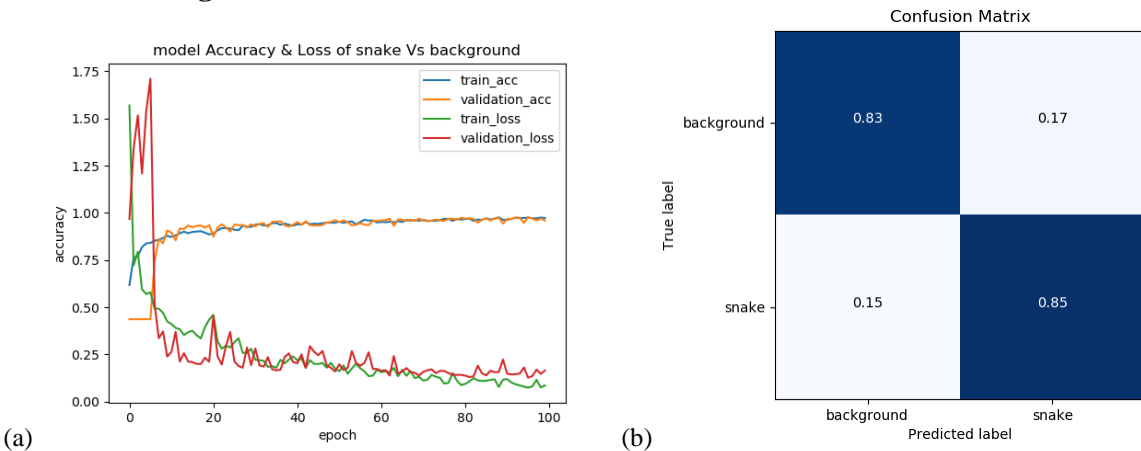 model Accuracy & Loss of snake Vs background
1.75
1.50
1.25
1.00
0.75
0.50
0.25
0.00
accuracy
train_acc
validation_acc
train_loss
validation_loss
0 20 40 60 80 100
epoch
(a)
Confusion Matrix
background
snake
True label
0.83 0.17
0.15 0.85
background snake
Predicted label
(b)